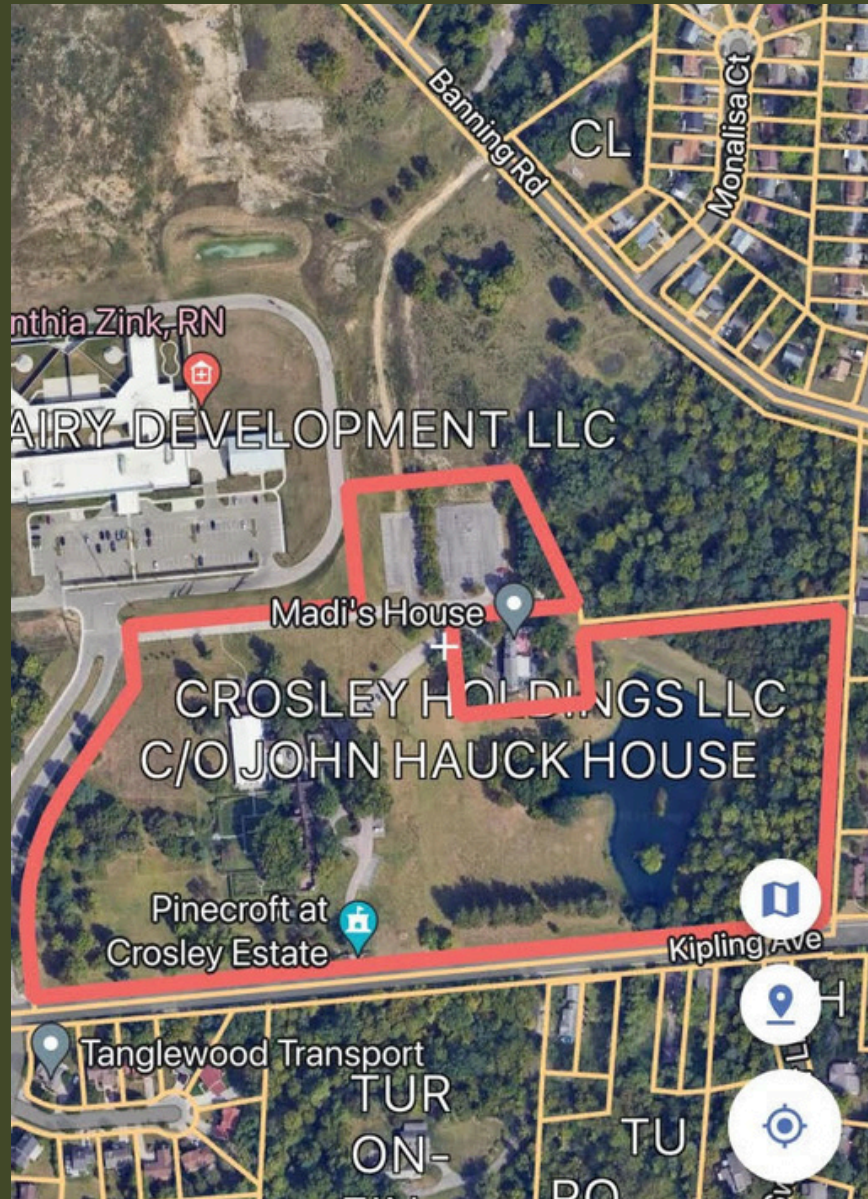 Banning Rd
CL
Monalisa Ct
nthia Zink, RN
AIRY DEVELOPMENT LLC
Madi's House
CROSLEY HOLDINGS LLC
C/O JOHN HAUCK HOUSE
Pinecroft at
Crosley Estate
Kipling Ave
H
Tanglewood Transport
TUR
ON-
TU